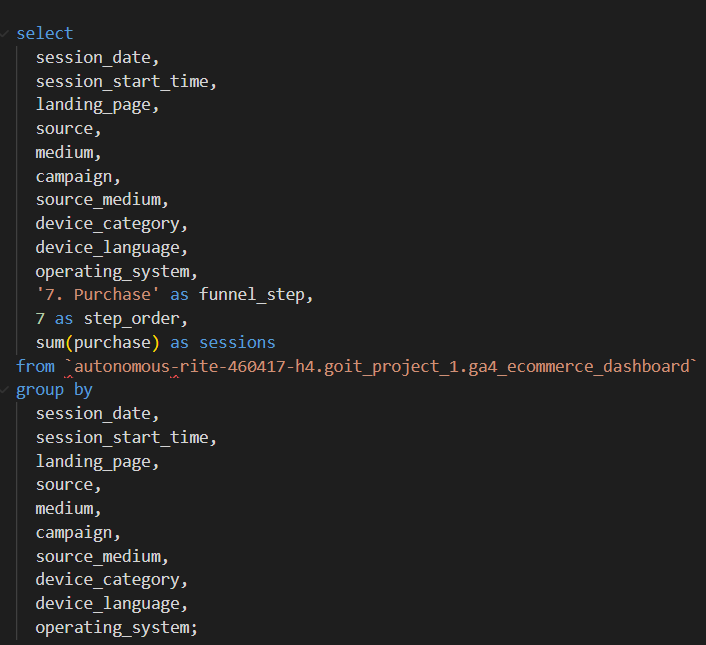 select
session_date,
session_start_time,
landing_page,
source,
medium,
campaign,
source_medium,
device_category,
device_language,
operating_system,
'7. Purchase' as funnel_step,
7 as step_order,
sum(purchase) as sessions
from `autonomous-rite-460417-h4.goit_project_1.ga4_ecommerce_dashboard`
group by
session_date,
session_start_time,
landing_page,
source,
medium,
campaign,
source_medium,
device_category,
device_language,
operating_system;